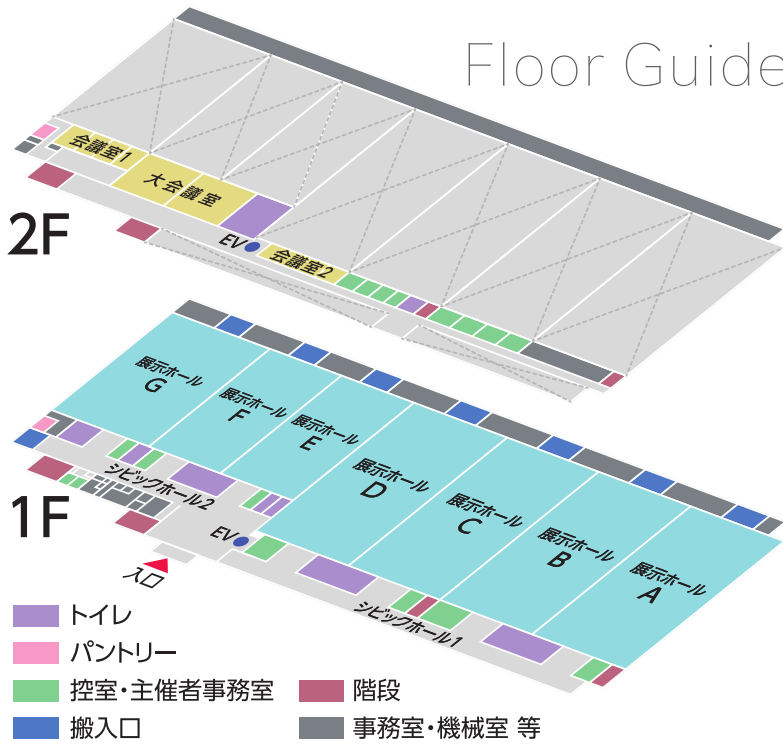 Floor Guide
会議室1
大会議室
2F
EV
会議室2
展示ホール
G
展示ホール
F
展示ホール
E
展示ホール
D
展示ホール
C
展示ホール
B
展示ホール
A
シビックホール2
1F
EV
入口
シビックホール1
トイレ
パントリー
控室・主催者事務室
階段
搬入口
事務室・機械室 等